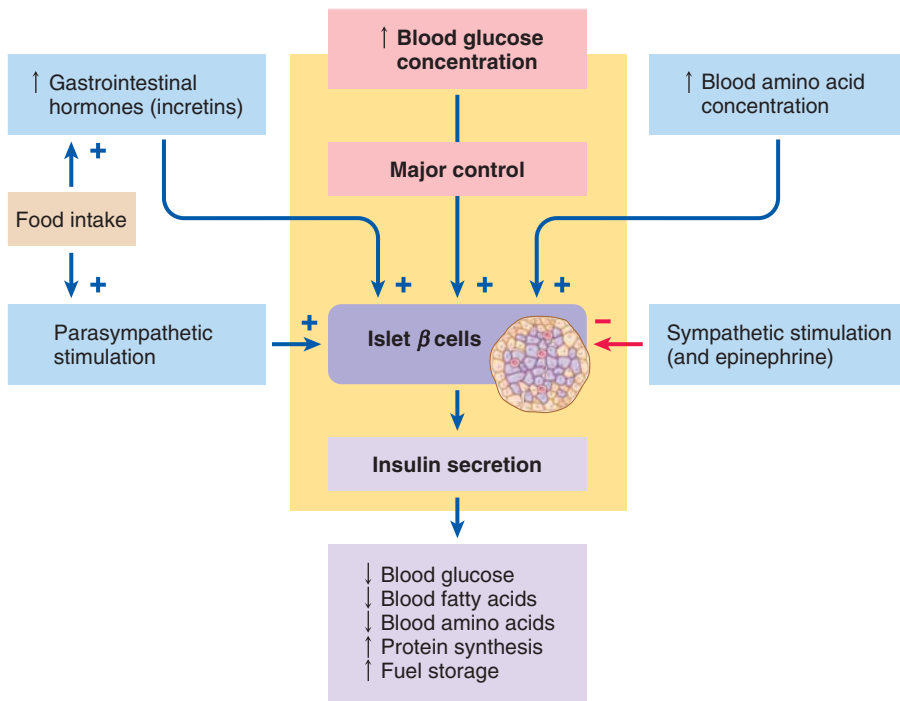 ↑ Blood glucose
concentration
↑ Gastrointestinal
hormones (incretins)
↑ Blood amino acid
concentration
+
Major control
Food intake
+
+
+
+
+
Parasympathetic
stimulation
Islet β cells
–
Sympathetic stimulation
(and epinephrine)
Insulin secretion
↓ Blood glucose
↓ Blood fatty acids
↓ Blood amino acids
↑ Protein synthesis
↑ Fuel storage